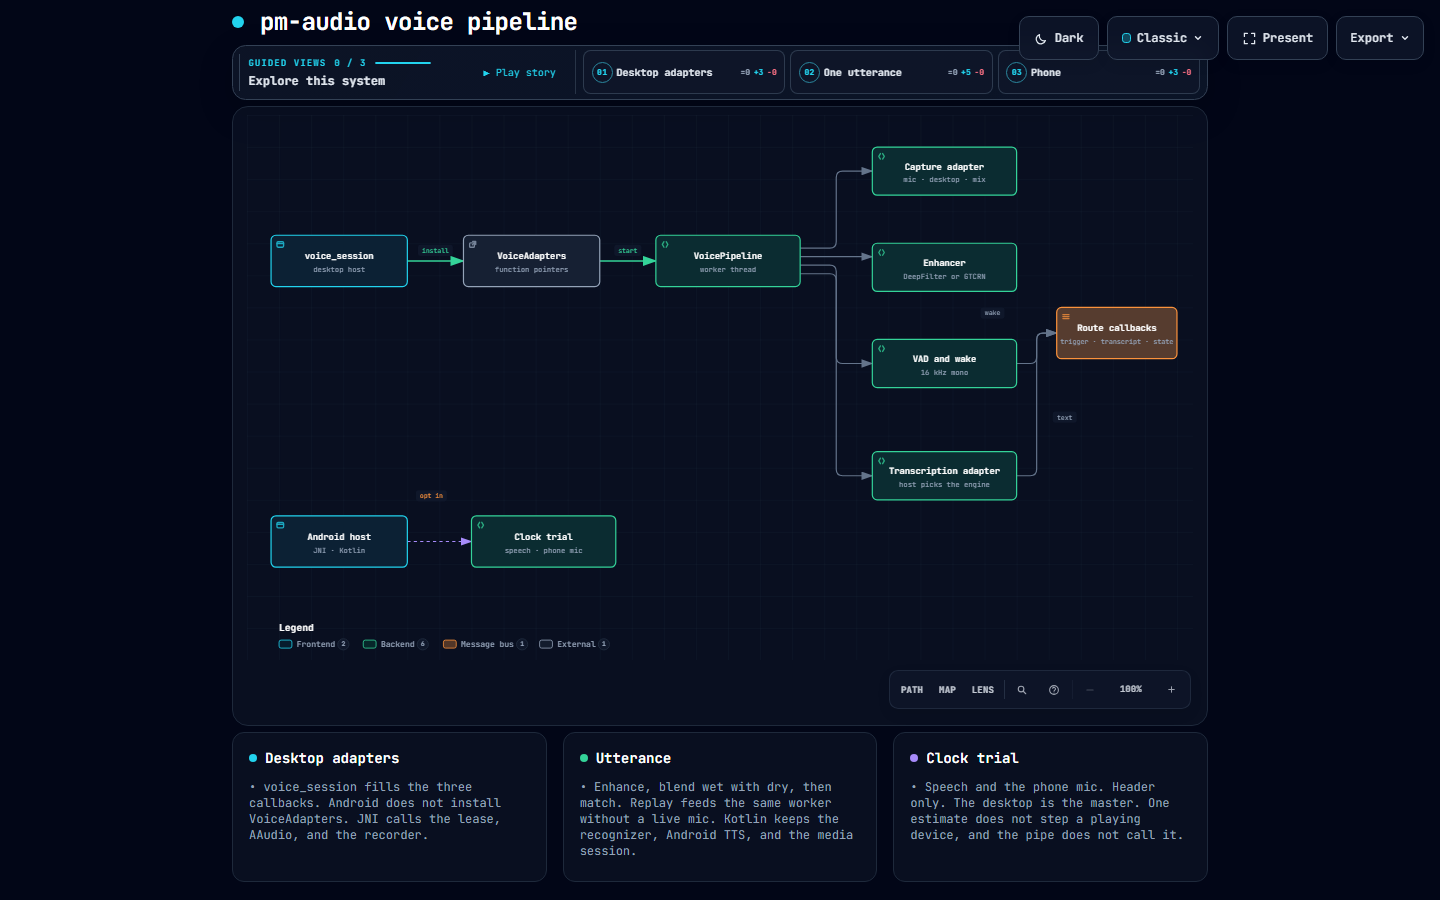 pm-audio voice pipeline
Dark
Classic
Present
Export
GUIDED VIEWS 0 / 3
Explore this system
▶ Play story
01 Desktop adapters =0 +3 -0
02 One utterance =0 +5 -0
03 Phone =0 +3 -0
Capture adapter
mic · desktop · mix
voice_session
desktop host
install
VoiceAdapters
function pointers
start
VoicePipeline
worker thread
Enhancer
DeepFilter or GTCRN
wake
Route callbacks
trigger · transcript · state
VAD and wake
16 kHz mono
text
Transcription adapter
host picks the engine
opt in
Android host
JNI · Kotlin
Clock trial
speech · phone mic
Legend
Frontend 2 Backend 6 Message bus 1 External 1
PATH MAP LENS − 100% +
Desktop adapters
• voice_session fills the three
callbacks. Android does not install
VoiceAdapters. JNI calls the lease,
AAudio, and the recorder.
Utterance
• Enhance, blend wet with dry, then
match. Replay feeds the same worker
without a live mic. Kotlin keeps the
recognizer, Android TTS, and the media
session.
Clock trial
• Speech and the phone mic. Header
only. The desktop is the master. One
estimate does not step a playing
device, and the pipe does not call it.